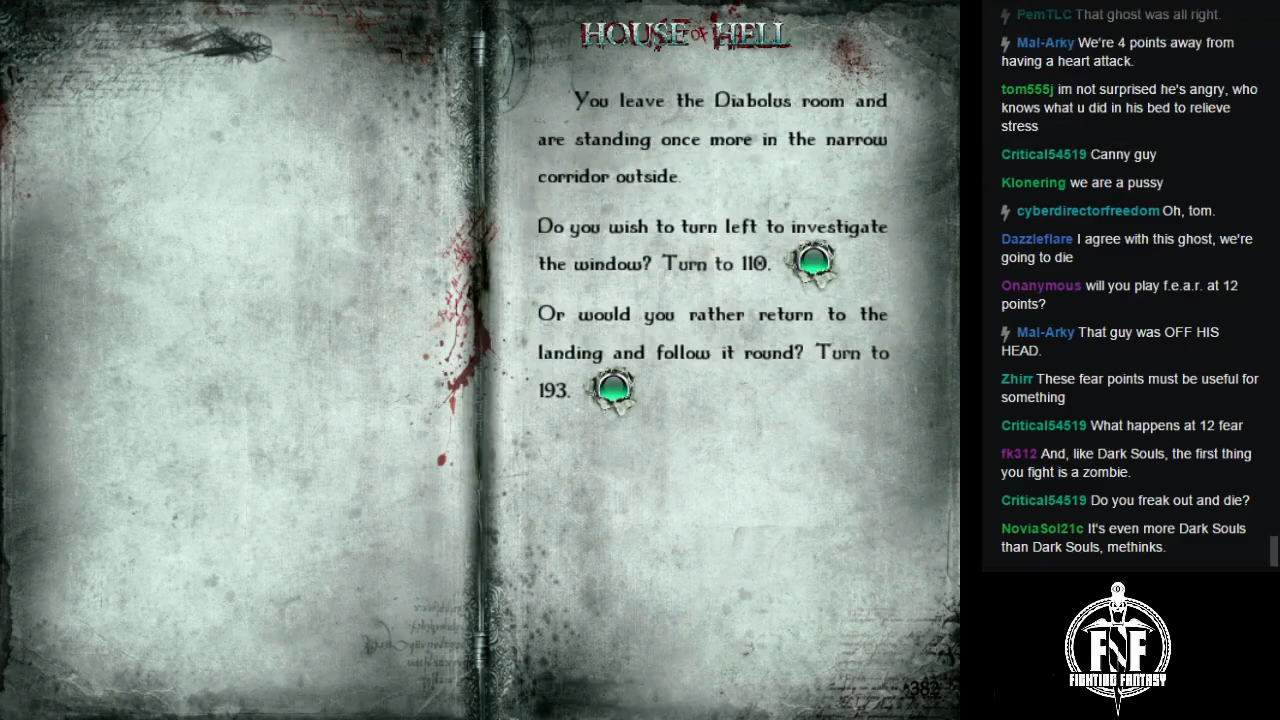 HOUSE OF HELL
You leave the Diabolus room and
are standing once more in the narrow
corridor outside.
Do you wish to turn left to investigate
the window? Turn to 110.
Or would you rather return to the
landing and follow it round? Turn to
193.
382
PemTLC That ghost was all right.
Mal-Arky We're 4 points away from
having a heart attack.
tom555j im not surprised he's angry, who
knows what u did in his bed to relieve
stress
Critical54519 Canny guy
Klonering we are a pussy
cyberdirectorfreedom Oh, tom.
Dazzleflare I agree with this ghost, we're
going to die
Onanymous will you play f.e.a.r. at 12
points?
Mal-Arky That guy was OFF HIS
HEAD.
Zhirr These fear points must be useful for
something
Critical54519 What happens at 12 fear
fk312 And, like Dark Souls, the first thing
you fight is a zombie.
Critical54519 Do you freak out and die?
NoviaSol21c It's even more Dark Souls
than Dark Souls, methinks.
FF
FIGHTING FANTASY